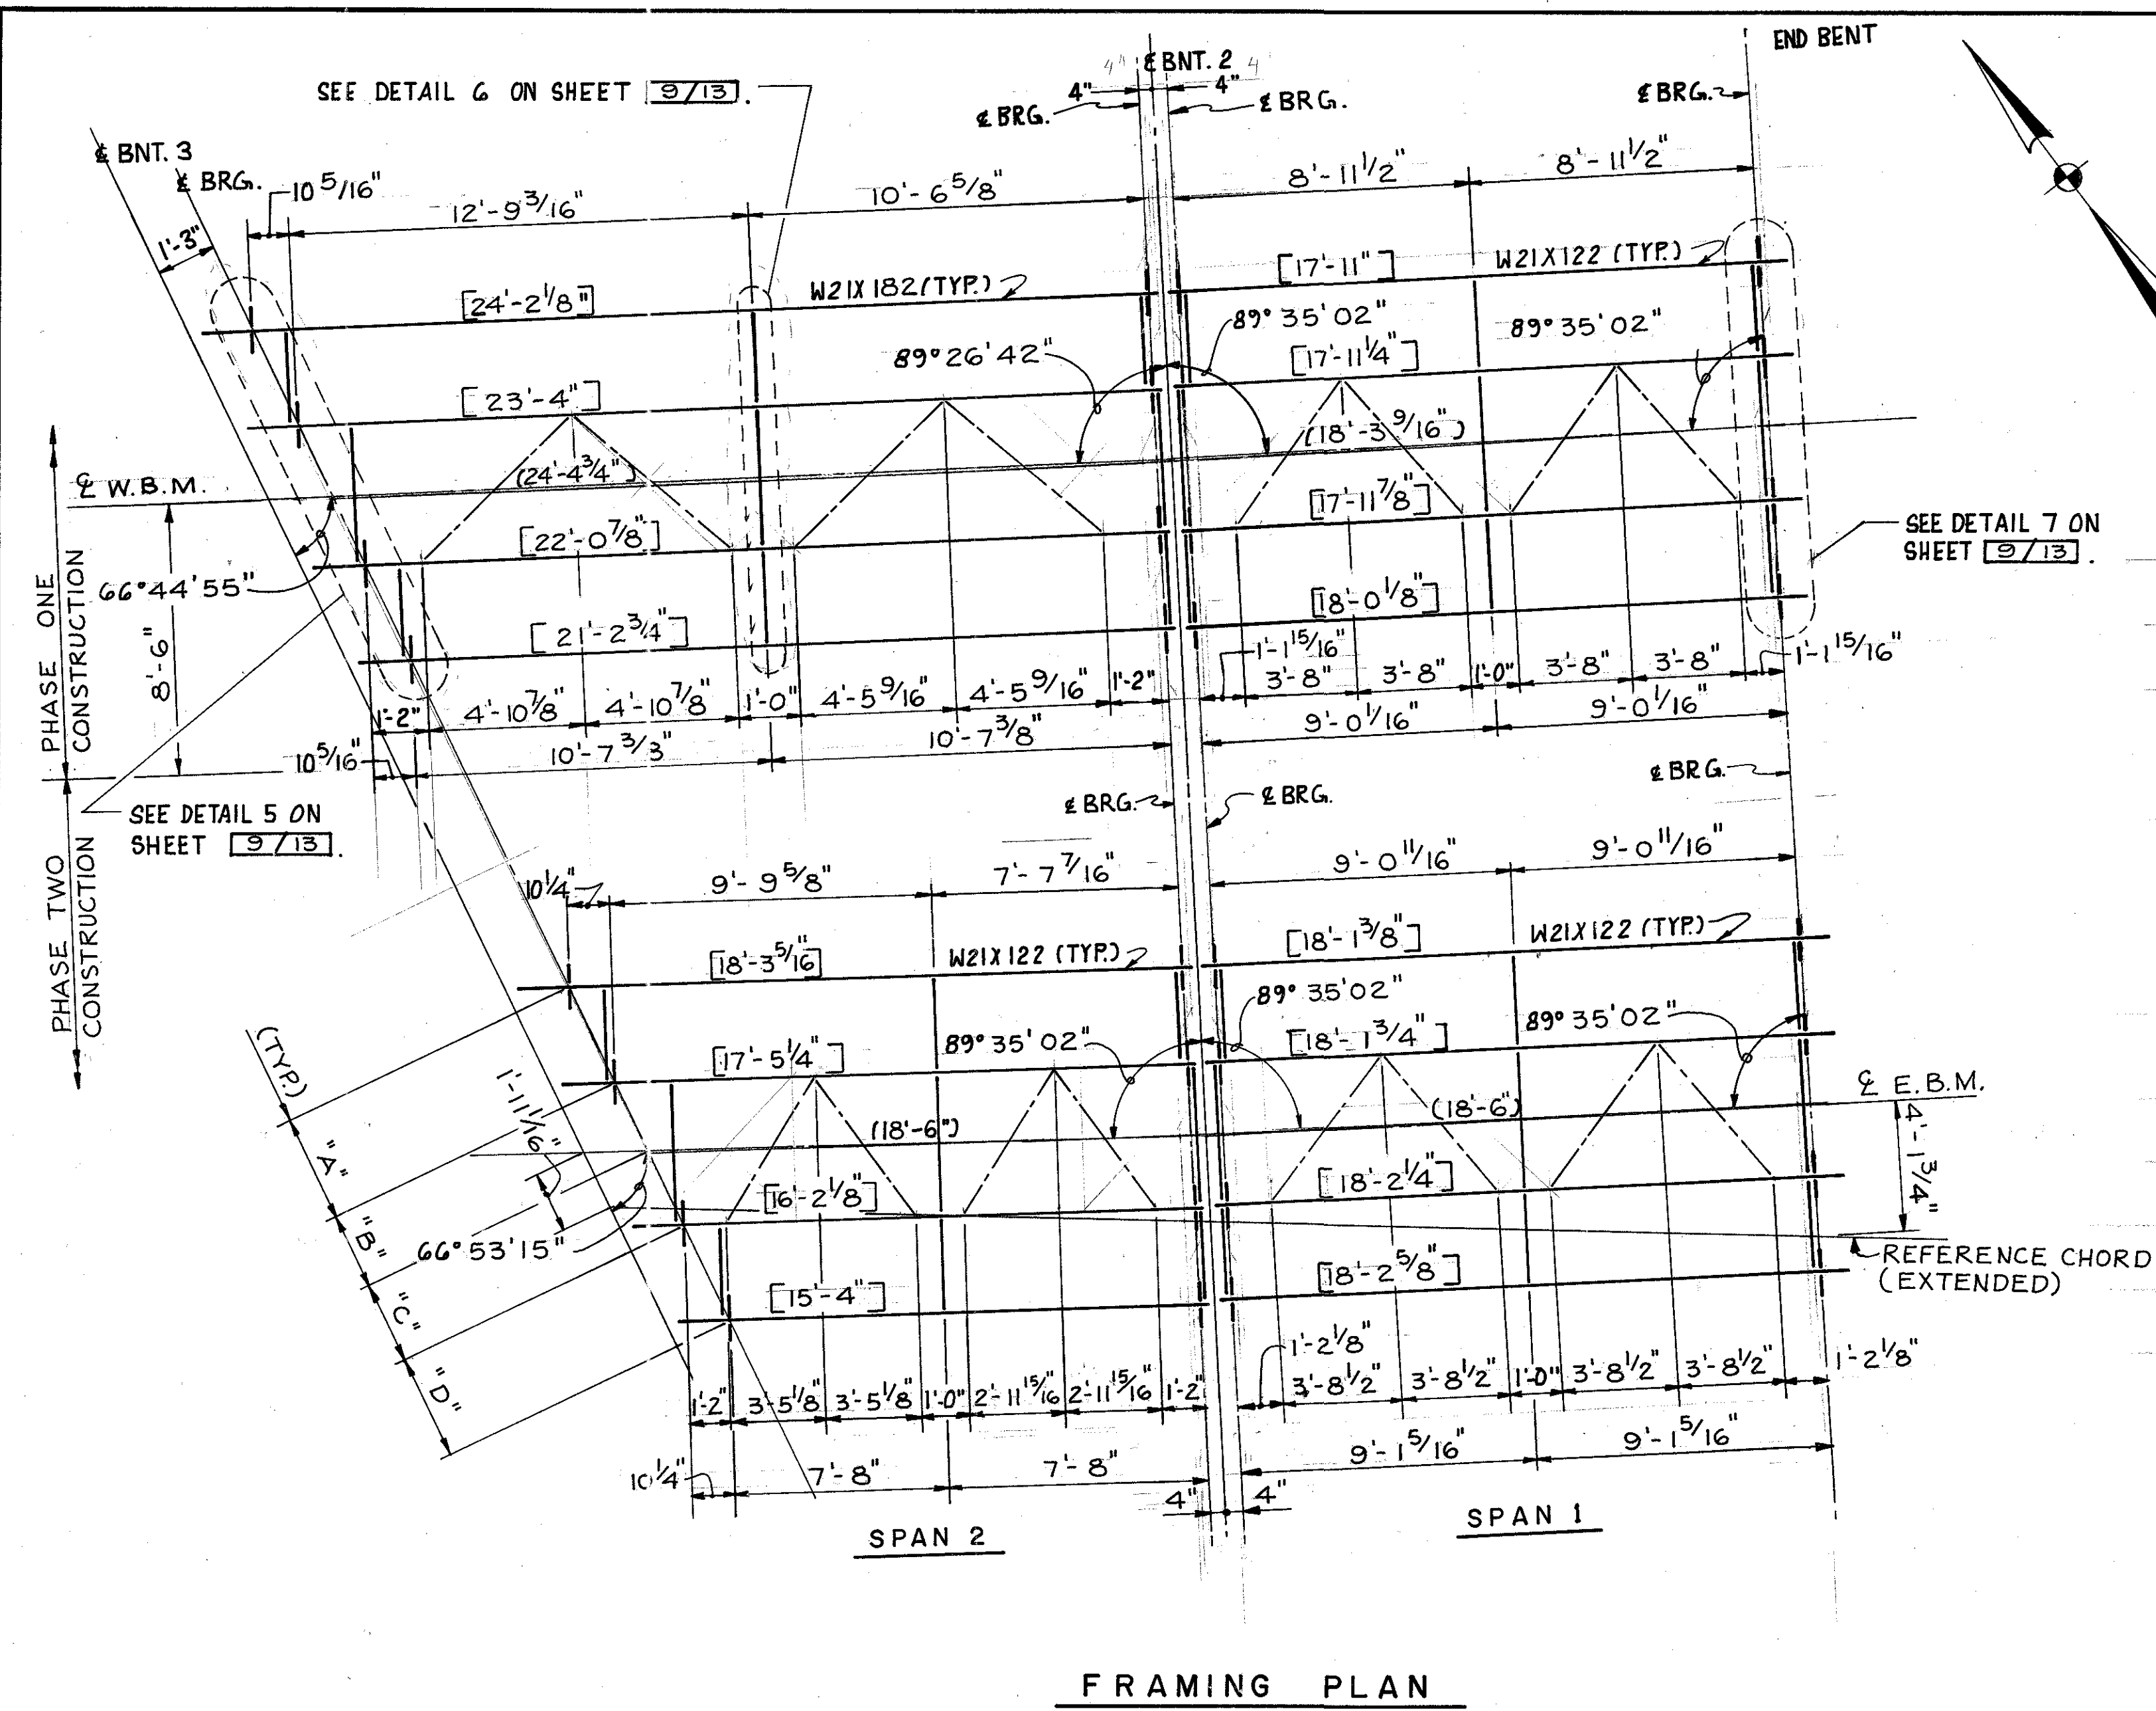 END BENT
℄ BNT. 2
4" 4"
4" 4"
SEE DETAIL 6 ON SHEET 9/13.
℄ BRG.
℄ BRG.
℄ BRG.
℄ BNT. 3
℄ BRG.
10 5/16"
12'-9 3/16"
10'-6 5/8"
8'-11 1/2"
8'-11 1/2"
1'-3"
[24'-2 1/8"]
W21X182(TYP.)
[17'-11"]
W21X122 (TYP.)
89° 35' 02"
89° 35' 02"
89° 26' 42"
[17'-11 1/4"]
[23'-4"]
(18'-3 9/16")
(24'-4 3/4")
℄ W.B.M.
[17'-11 7/8"]
[22'-0 7/8"]
SEE DETAIL 7 ON
SHEET 9/13.
66° 44' 55"
[18'-0 1/8"]
[21'-2 3/4"]
PHASE ONE
CONSTRUCTION
8'-6"
1'-1 15/16"
3'-8" 3'-8" 1'-0" 3'-8" 3'-8"
1'-1 15/16"
1'-2" 4'-10 7/8" 4'-10 7/8" 1'-0" 4'-5 9/16" 4'-5 9/16" 1'-2"
9'-0 1/16"
9'-0 1/16"
10 5/16"
10'-7 3/3"
10'-7 3/8"
℄ BRG.
℄ BRG.
℄ BRG.
SEE DETAIL 5 ON
SHEET 9/13.
PHASE TWO
CONSTRUCTION
10 1/4"
9'-9 5/8"
7'-7 7/16"
9'-0 11/16"
9'-0 11/16"
[18'-3 5/16"]
W21X122 (TYP.)
[18'-1 3/8"]
W21X122 (TYP.)
89° 35' 02"
[17'-5 1/4"]
89° 35' 02"
[18'-1 3/4"]
89° 35' 02"
(TYP.)
1'-11 1/16"
℄ E.B.M.
(18'-6")
(18'-6")
4'-1 3/4"
"A"
[16'-2 1/8"]
[18'-2 1/4"]
"B"
66° 53' 15"
REFERENCE CHORD
(EXTENDED)
[15'-4"]
[18'-2 5/8"]
"C"
"D"
1'-2 1/8"
1'-2" 3'-5 1/8" 3'-5 1/8" 1'-0" 2'-11 15/16" 2'-11 15/16" 1'-2"
3'-8 1/2" 3'-8 1/2" 1'-0" 3'-8 1/2" 3'-8 1/2"
1'-2 1/8"
10 1/4"
7'-8"
7'-8"
9'-1 5/16"
9'-1 5/16"
4" 4"
SPAN 2
SPAN 1
FRAMING PLAN